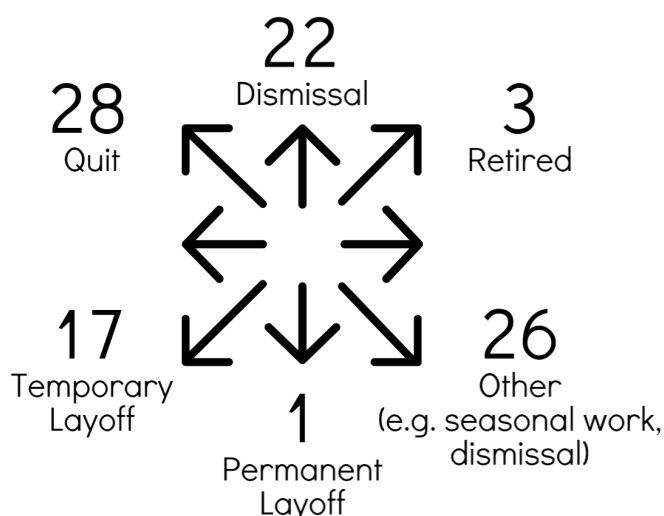 22
Dismissal
28
Quit
3
Retired
17
Temporary
Layoff
26
Other
(e.g. seasonal work,
dismissal)
1
Permanent
Layoff